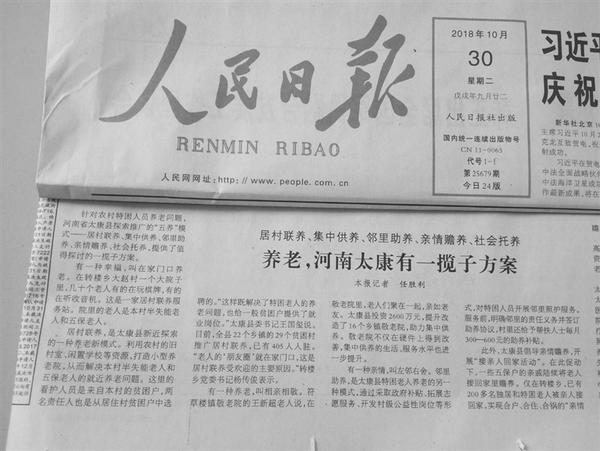 人民日报
RENMIN RIBAO
人民网网址:http://www.people.com.cn
2018年10月
30
星期二
戊戌年九月廿二
人民日报社出版
国内统一连续出版物号
CN 11-0065
代号1-1
第25679期
今日24版
习近平
庆祝
新华社北京
居村联养、集中供养、邻里助养、亲情赡养、社会托养
养老,河南太康有一揽子方案
本报记者 任胜利
针对农村特困人员养老问题,
河南省太康县探索推广的“五养”模
式——居村联养、集中供养、邻里助
养、亲情赡养、社会托养,提供了值
得探讨的一揽子方案。
有一种幸福,叫在家门口养
老。在转楼乡大赵村一个大院子
里,几十个老人有的在玩棋牌,有的
在听收音机。这是一家居村联养服
务站。院里的老人是本村半失能老
人和五保老人。
居村联养,是太康县新近探索
的一种养老新模式。利用农村的旧
村室、闲置学校等资源,打造小型养
老院,从而解决本村半失能老人和
五保老人的就近养老问题。这里的
看护人员是来自本村的贫困户,两
名责任人也是从居住村贫困户中选
聘的。“这样既解决了特困老人的养
老问题,也给一般贫困户提供了就
业岗位。”太康县委书记王国玺说。
目前,全县22个乡镇的29个贫困村
推广居村联养,已有405人入驻。
“老人的‘朋友圈’就在家门口,这是
居村联养受欢迎的主要原因。”转楼
乡党委书记杨传俊表示。
有一种养老,叫相亲相敬。符
草楼镇敬老院的王新超老人说,在
敬老院里,老人们聚在一起,亲如老
友。太康县投资2600万元,提升改
造了16个乡镇敬老院,助力集中供
养。敬老院不仅在硬件上得到改
善,集中供养的生活、服务水平也进
一步提升。
有一种亲情,叫左邻右舍。邻里
助养,是太康县特困老人养老的另一
种模式,通过采取政府补贴、拓展志
愿服务、开发村级公益性岗位等形
式,对特困人员开展邻里照护服务。
服务前,明确邻里的责任义务并签订
助养协议,村里还给予帮扶人士每月
300—600元的助养补贴。
此外,太康县倡导亲情赡养,开
展“接亲人回家活动”。在此倡动
下,一些五保户的亲戚陆续将老人
接回家里赡养。仅在转楼乡,已有
200多名独居和特困老人被亲人接
回家,实现合户、合住、合锅的“亲情